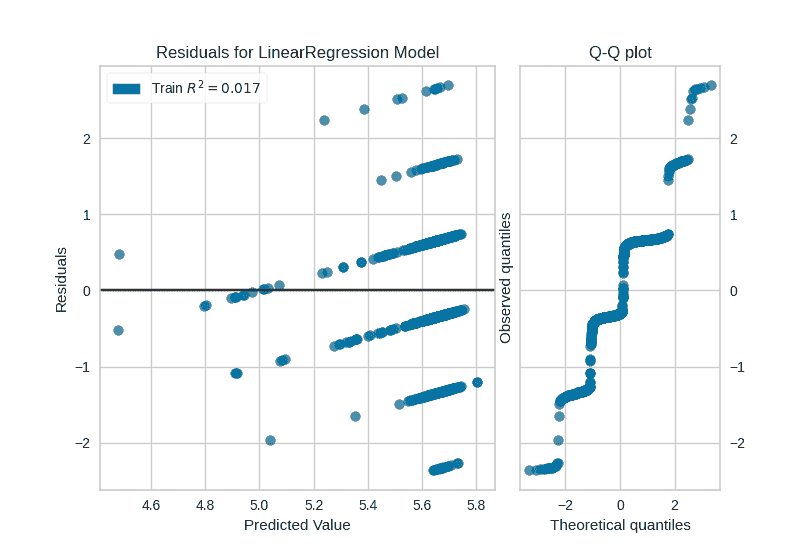 Residuals for LinearRegression Model
Q-Q plot
Train R² = 0.017
Residuals
2
1
0
−1
−2
4.6 4.8 5.0 5.2 5.4 5.6 5.8
Predicted Value
Observed quantiles
2
1
0
−1
−2
−2 0 2
Theoretical quantiles